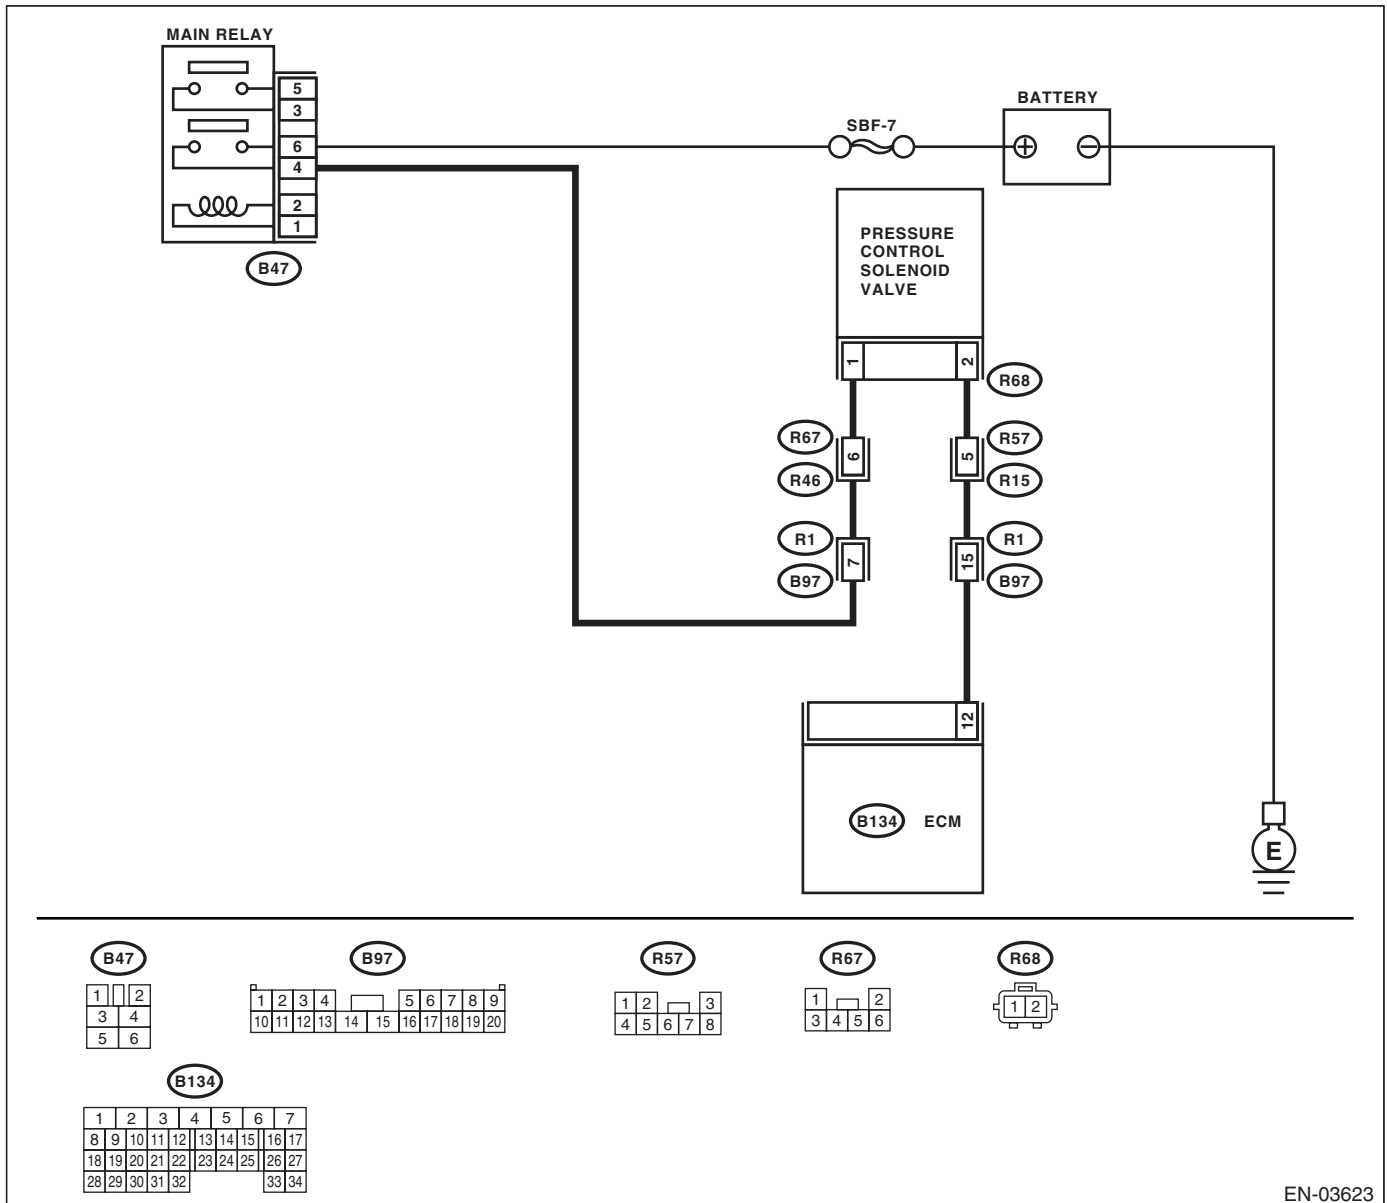 MAIN RELAY
5
3
6
4
2
1
B47
SBF-7
BATTERY
PRESSURE
CONTROL
SOLENOID
VALVE
1 2
R68
R67 6 R46
R57 5 R15
R1 7 B97
R1 15 B97
12
B134 ECM
E
B47
1 2
3 4
5 6
B97
1 2 3 4 5 6 7 8 9
10 11 12 13 14 15 16 17 18 19 20
R57
1 2 3
4 5 6 7 8
R67
1 2
3 4 5 6
R68
1 2
B134
1 2 3 4 5 6 7
8 9 10 11 12 13 14 15 16 17
18 19 20 21 22 23 24 25 26 27
28 29 30 31 32 33 34
EN-03623